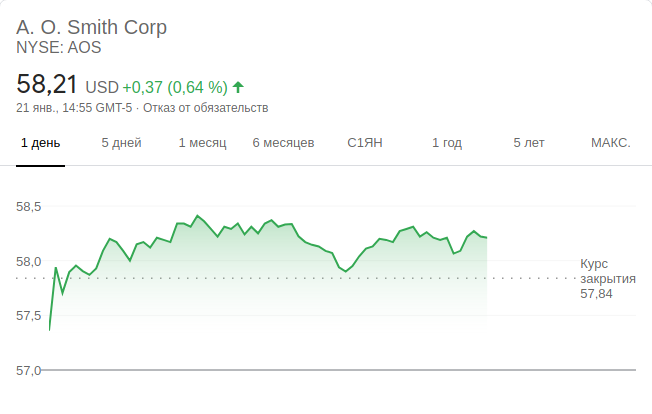 A. O. Smith Corp
NYSE: AOS
58,21 USD +0,37 (0,64 %)
21 янв., 14:55 GMT-5 · Отказ от обязательств
1 день 5 дней 1 месяц 6 месяцев С1ЯН 1 год 5 лет МАКС.
58,5
58,0
57,5
57,0
Курс
закрытия
57,84